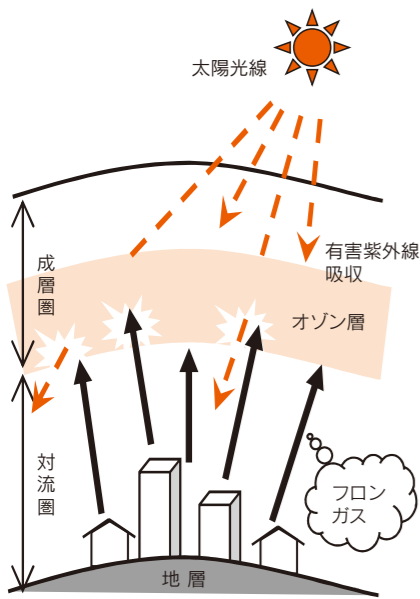 太陽光線
有害紫外線
吸収
成層圏
オゾン層
対流圏
フロン
ガス
地層